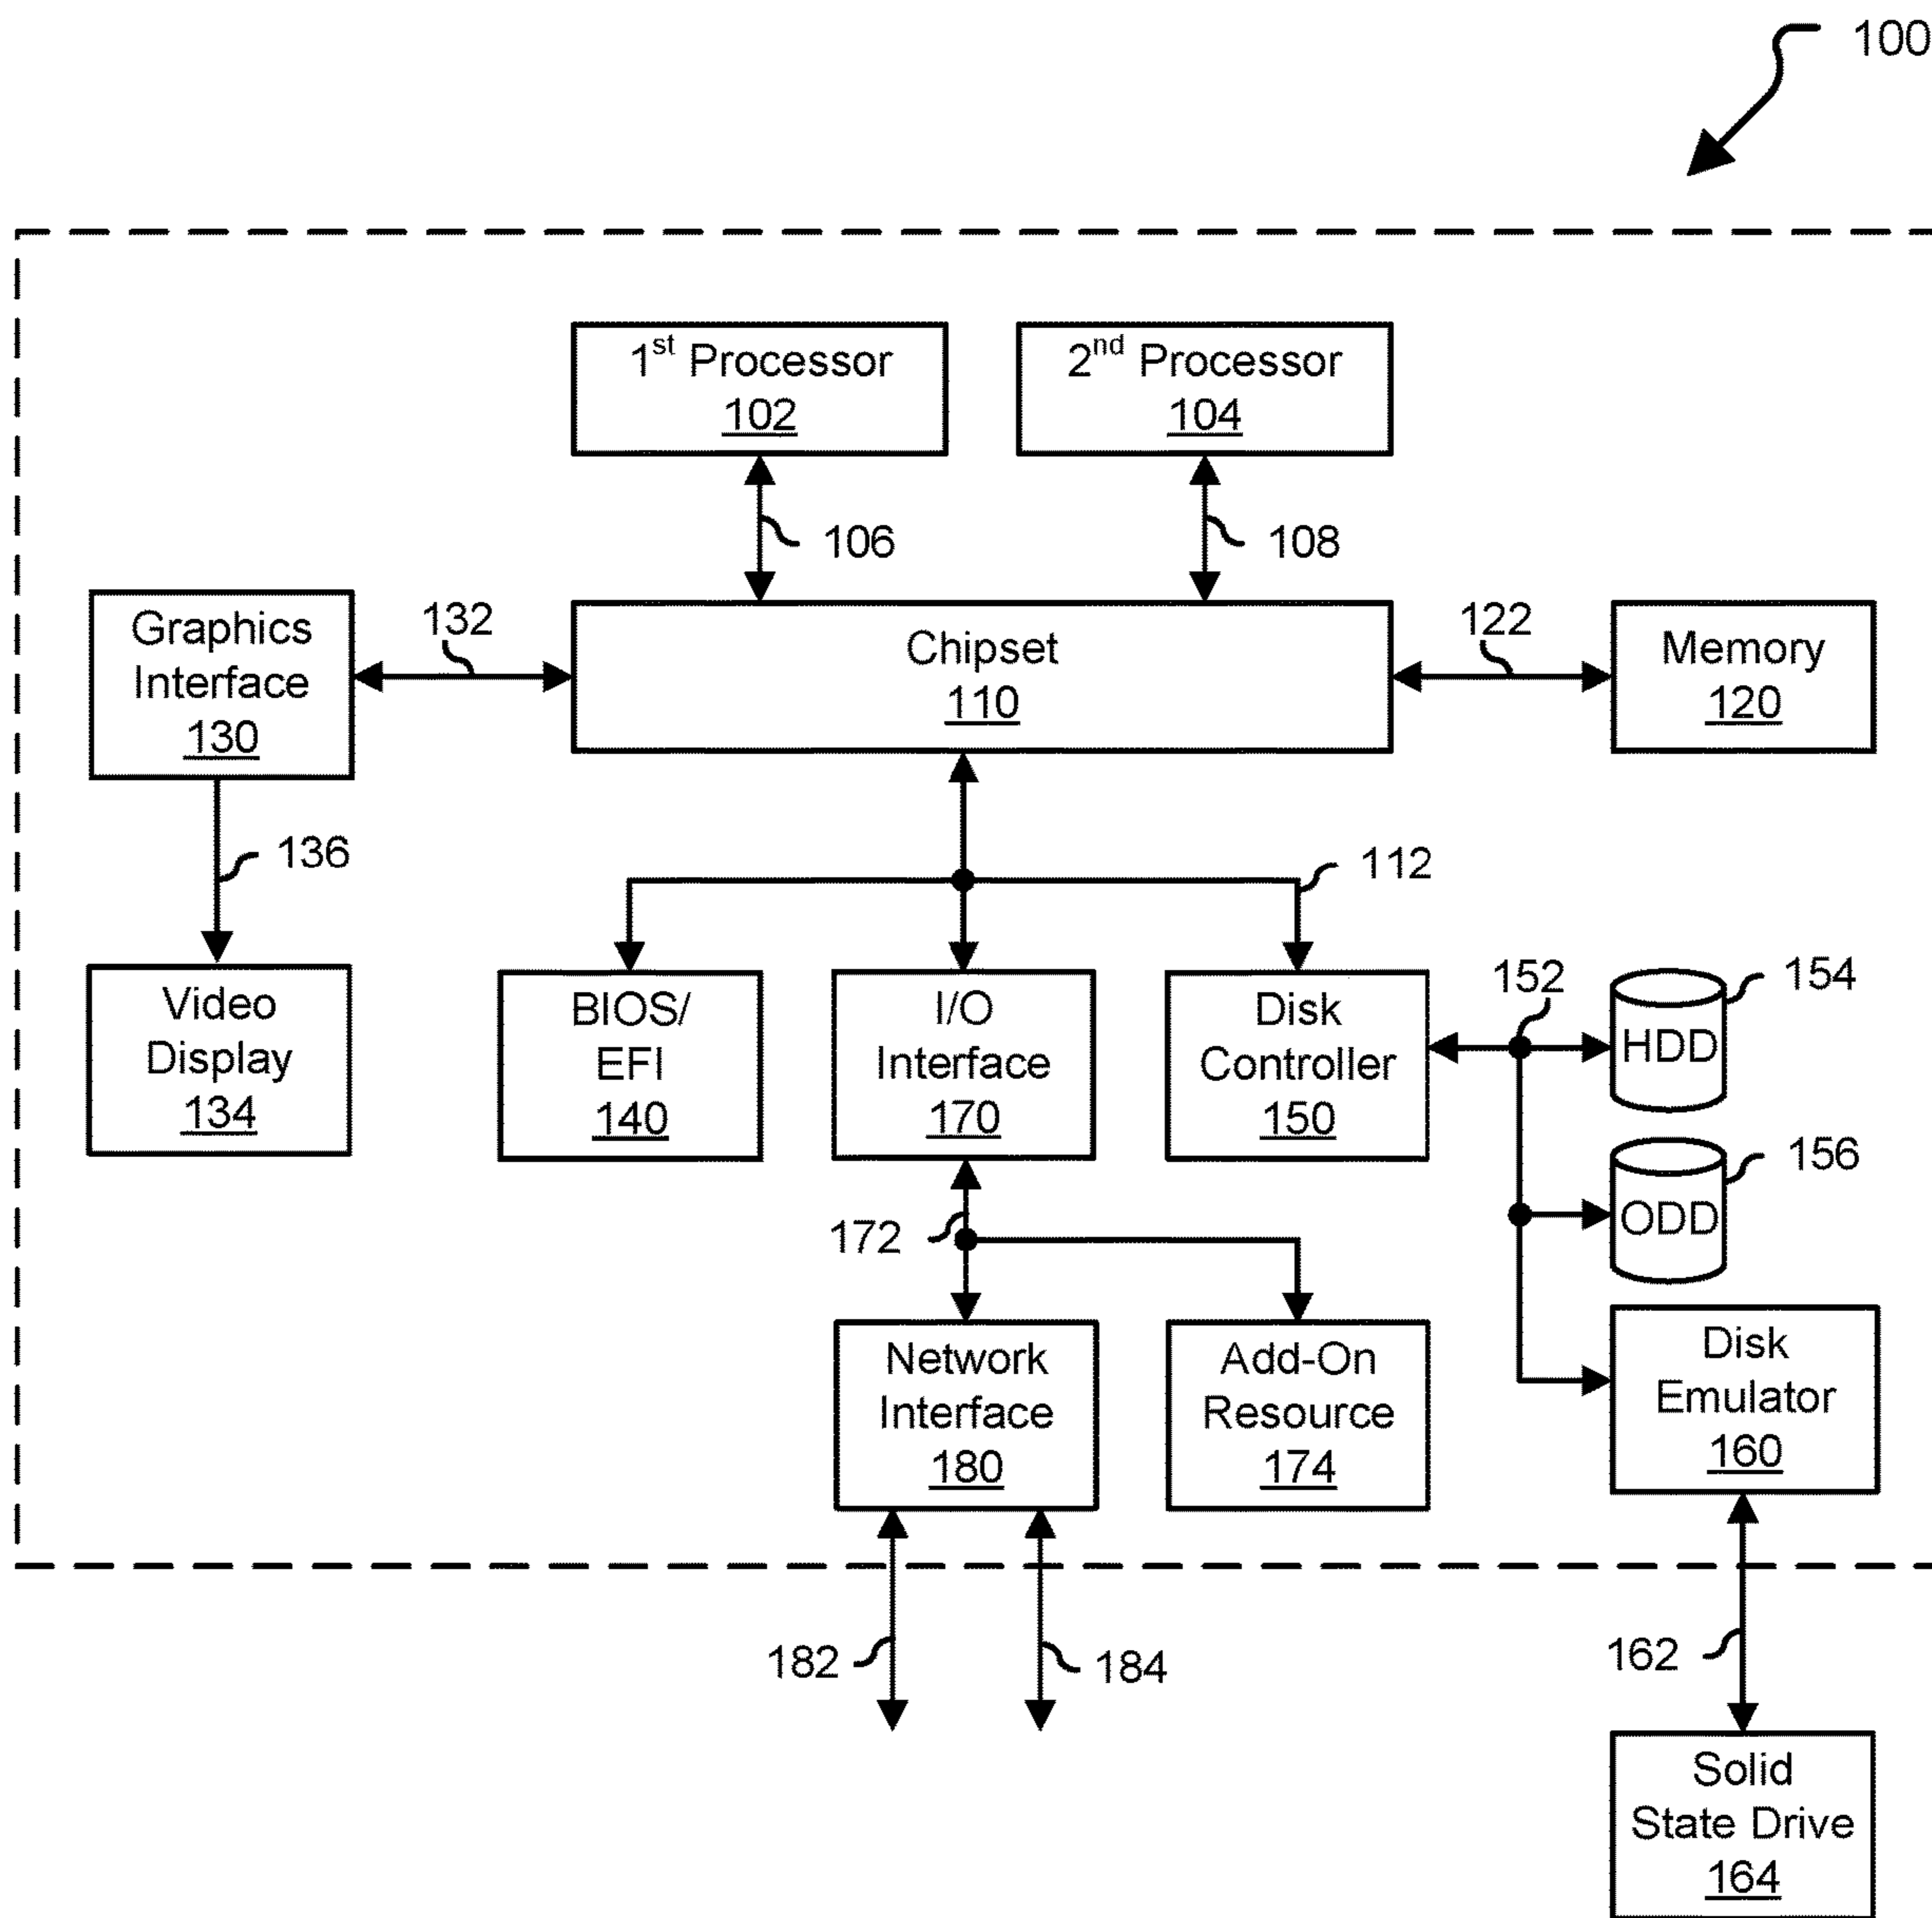 100
1st Processor
102
2nd Processor
104
106
108
Graphics
Interface
130
132
Chipset
110
122
Memory
120
136
112
Video
Display
134
BIOS/
EFI
140
I/O
Interface
170
Disk
Controller
150
152
154
HDD
156
ODD
172
Network
Interface
180
Add-On
Resource
174
Disk
Emulator
160
182
184
162
Solid
State Drive
164